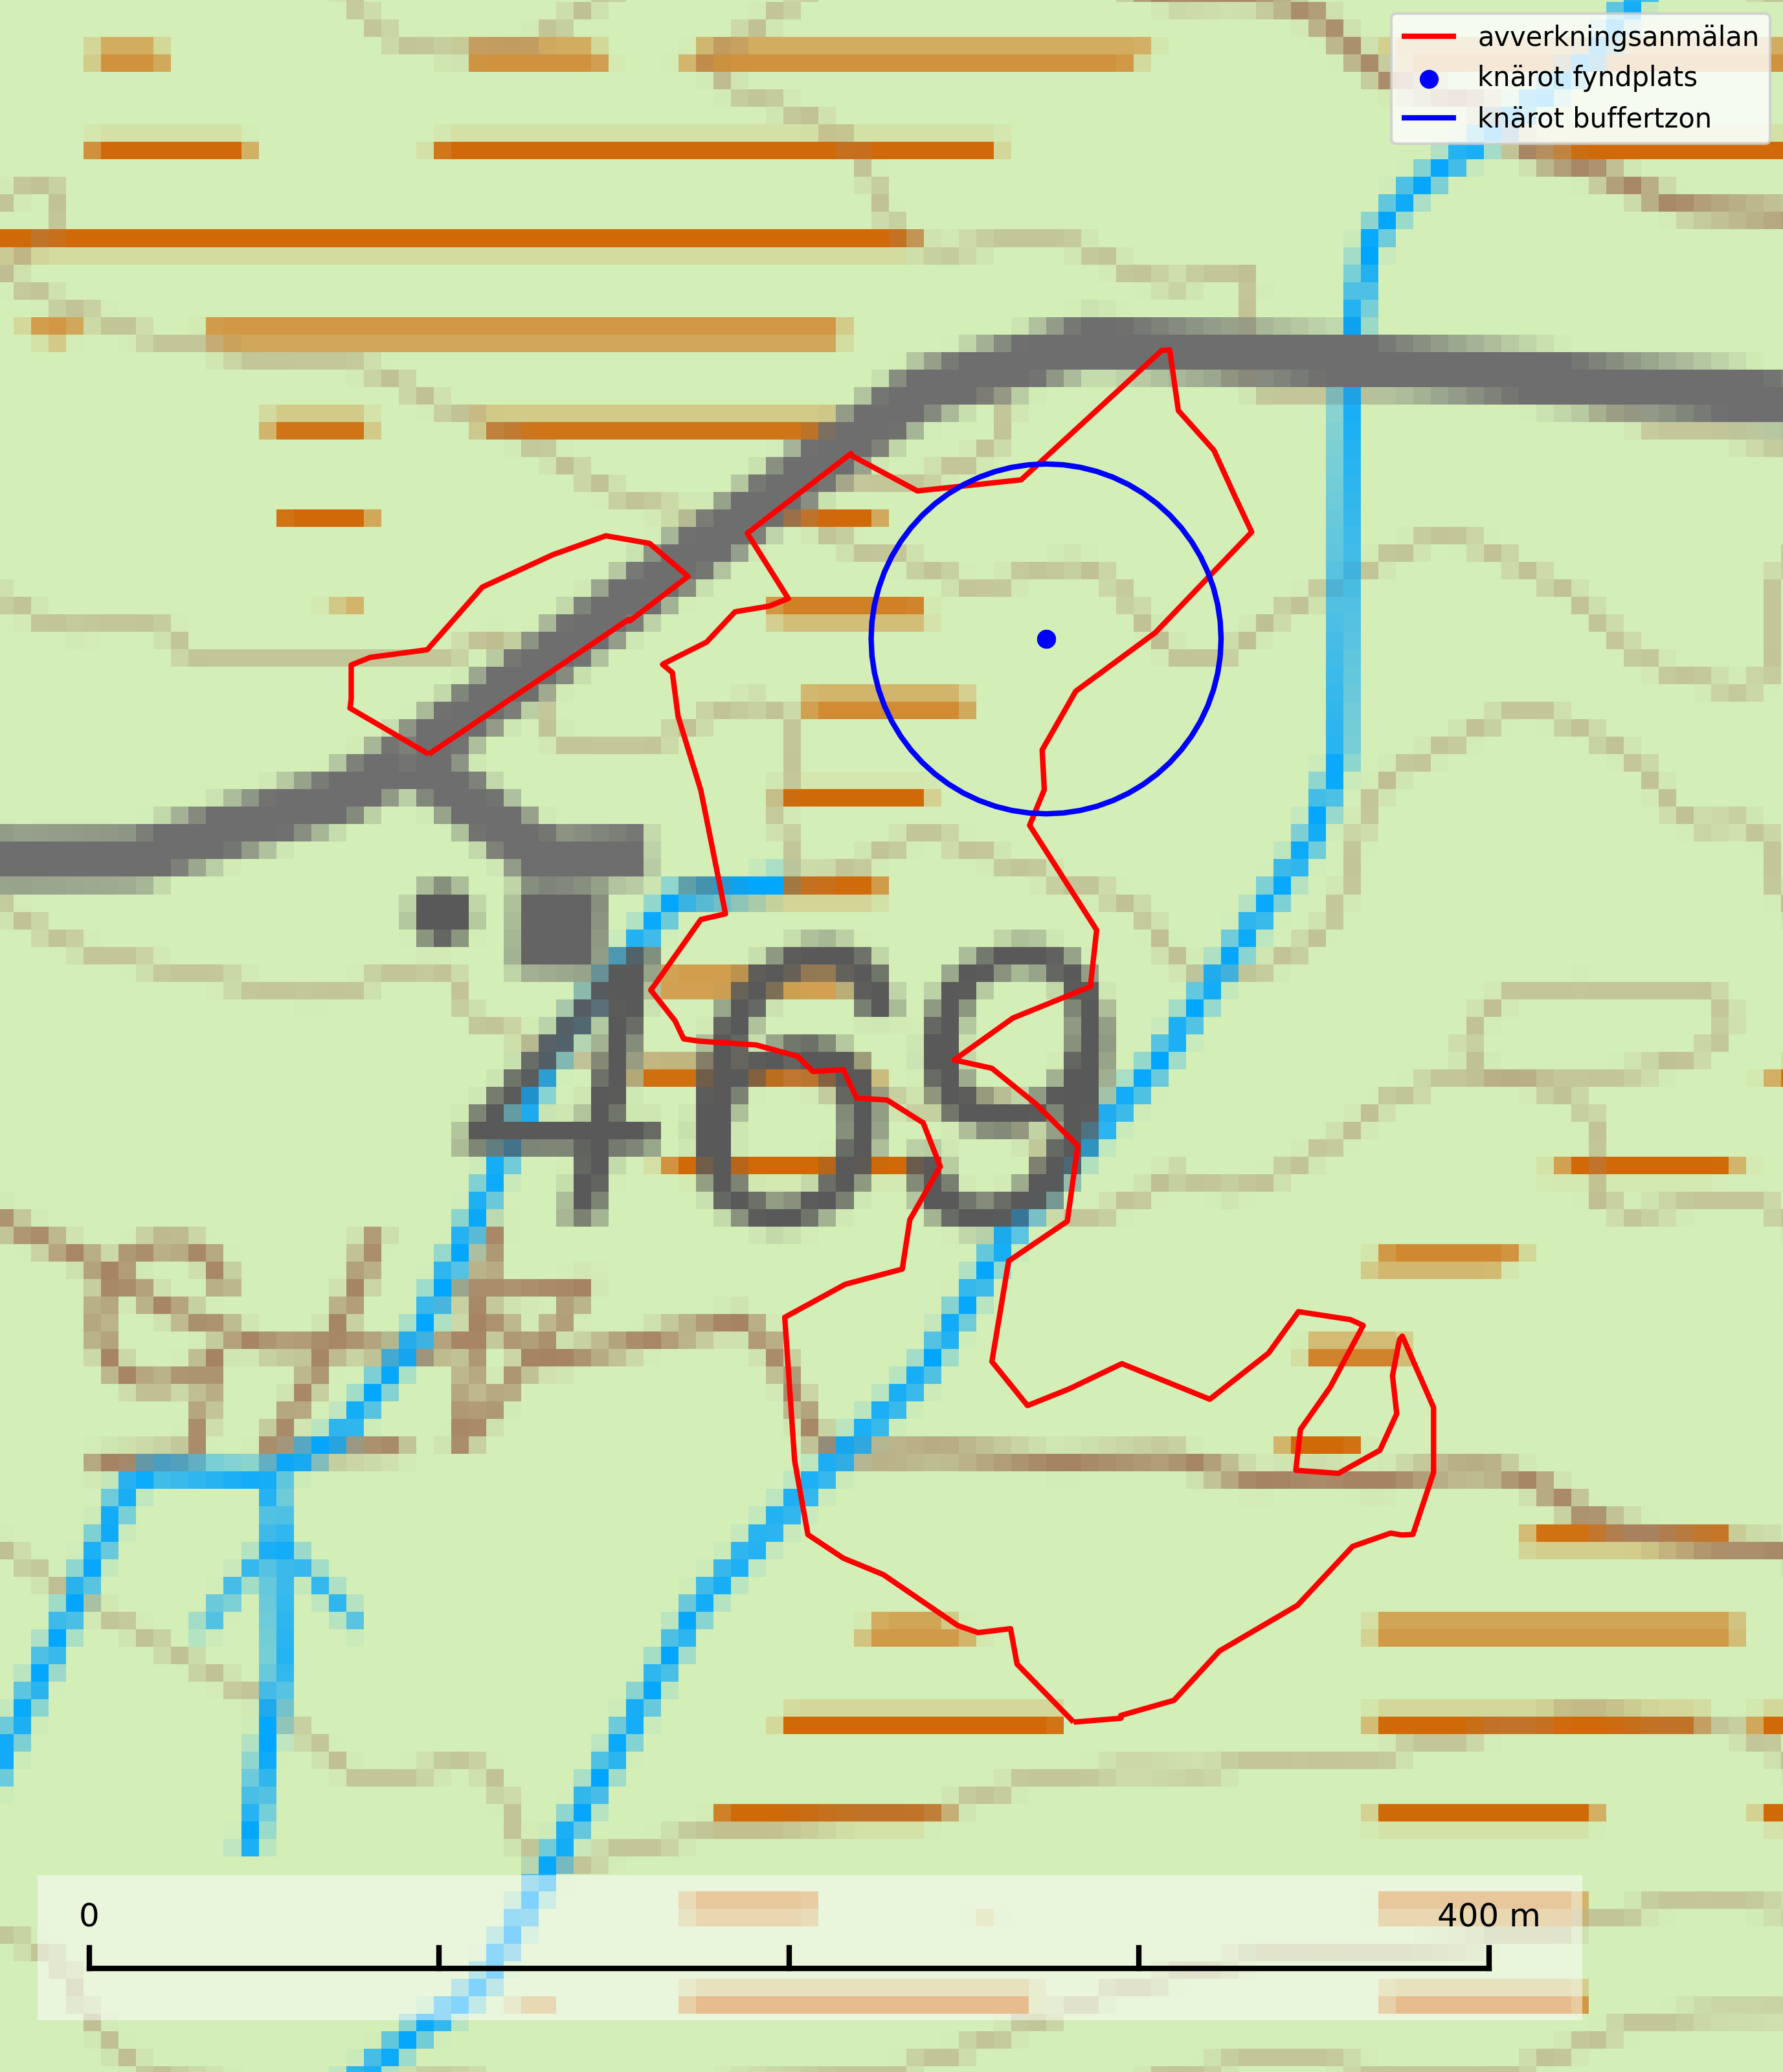 avverkningsanmälan
knärot fyndplats
knärot buffertzon
469
0 400 m